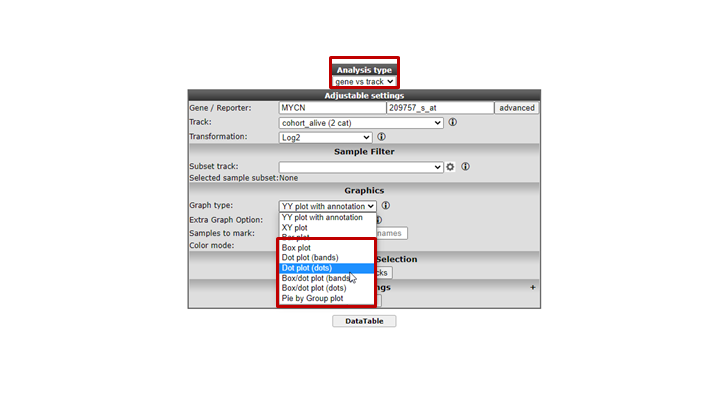 Analysis type
gene vs track
Adjustable settings
Gene / Reporter: MYCN 209757_s_at advanced
Track: cohort_alive (2 cat)
Transformation: Log2
Sample Filter
Subset track:
Selected sample subset:None
Graphics
Graph type: YY plot with annotation
Extra Graph Option:
Samples to mark: names
Color mode:
YY plot with annotation
XY plot
Box plot
Dot plot (bands)
Dot plot (dots)
Box/dot plot (bands)
Box/dot plot (dots)
Pie by Group plot
Selection
cks
ngs +
DataTable